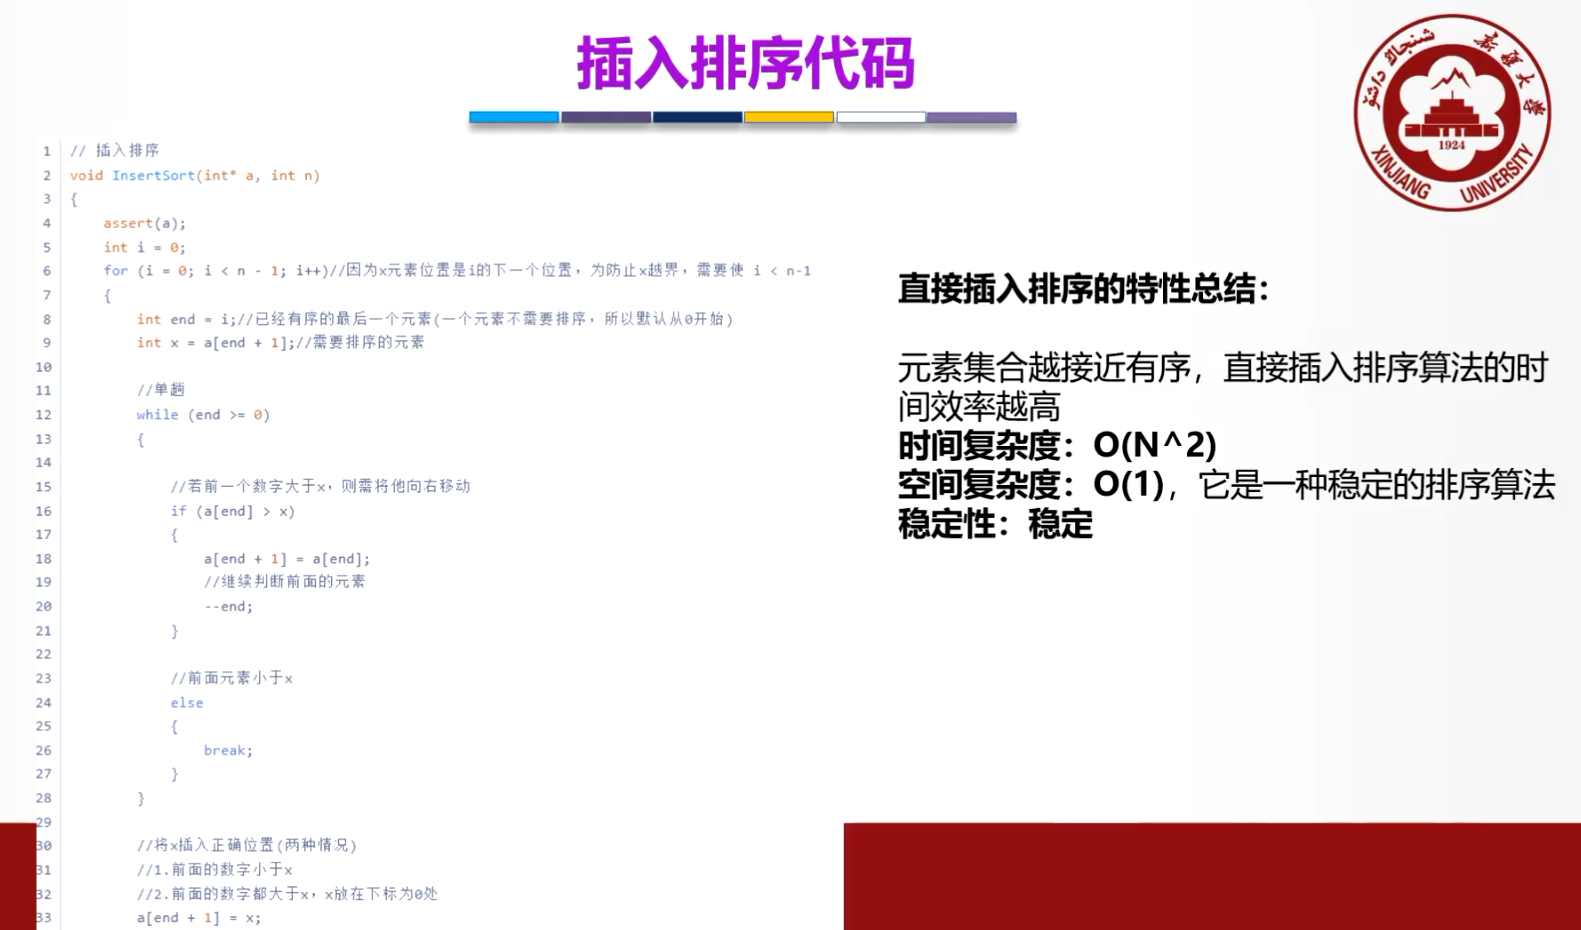 插入排序代码
شىنجاڭ داشۆ
新疆大学
1924
XINJIANG UNIVERSITY
1 // 插入排序
2 void InsertSort(int* a, int n)
3 {
4 assert(a);
5 int i = 0;
6 for (i = 0; i < n - 1; i++)//因为x元素位置是i的下一个位置，为防止x越界，需要使 i < n-1
7 {
8 int end = i;//已经有序的最后一个元素(一个元素不需要排序，所以默认从0开始)
9 int x = a[end + 1];//需要排序的元素
10
11 //单趟
12 while (end >= 0)
13 {
14
15 //若前一个数字大于x，则需将他向右移动
16 if (a[end] > x)
17 {
18 a[end + 1] = a[end];
19 //继续判断前面的元素
20 --end;
21 }
22
23 //前面元素小于x
24 else
25 {
26 break;
27 }
28 }
29
30 //将x插入正确位置(两种情况)
31 //1.前面的数字小于x
32 //2.前面的数字都大于x，x放在下标为0处
33 a[end + 1] = x;
直接插入排序的特性总结：
元素集合越接近有序，直接插入排序算法的时
间效率越高
时间复杂度：O(N^2)
空间复杂度：O(1)，它是一种稳定的排序算法
稳定性：稳定